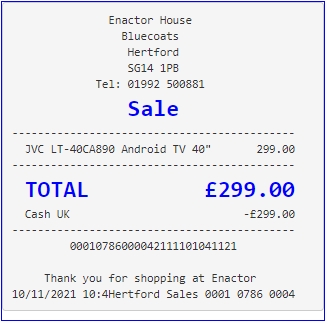 Enactor House
Bluecoats
Hertford
SG14 1PB
Tel: 01992 500881
Sale
JVC LT-40CA890 Android TV 40" 299.00
TOTAL £299.00
Cash UK -£299.00
00010786000042111101041121
Thank you for shopping at Enactor
10/11/2021 10:4Hertford Sales 0001 0786 0004